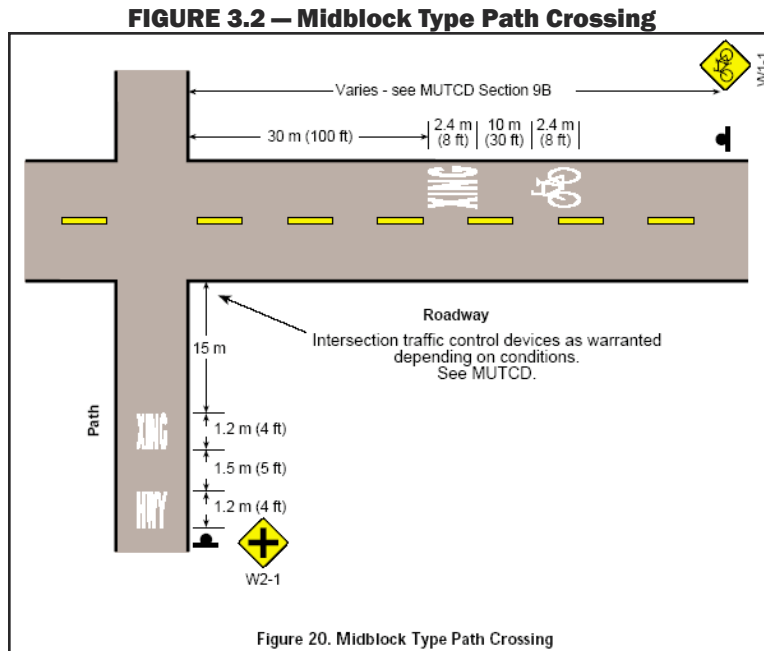 FIGURE 3.2 — Midblock Type Path Crossing
W1-1
Varies - see MUTCD Section 9B
30 m (100 ft)
2.4 m
(8 ft)
10 m
(30 ft)
2.4 m
(8 ft)
XING
Roadway
Intersection traffic control devices as warranted
depending on conditions.
See MUTCD.
15 m
Path
XING
1.2 m (4 ft)
1.5 m (5 ft)
HWY
1.2 m (4 ft)
W2-1
Figure 20. Midblock Type Path Crossing